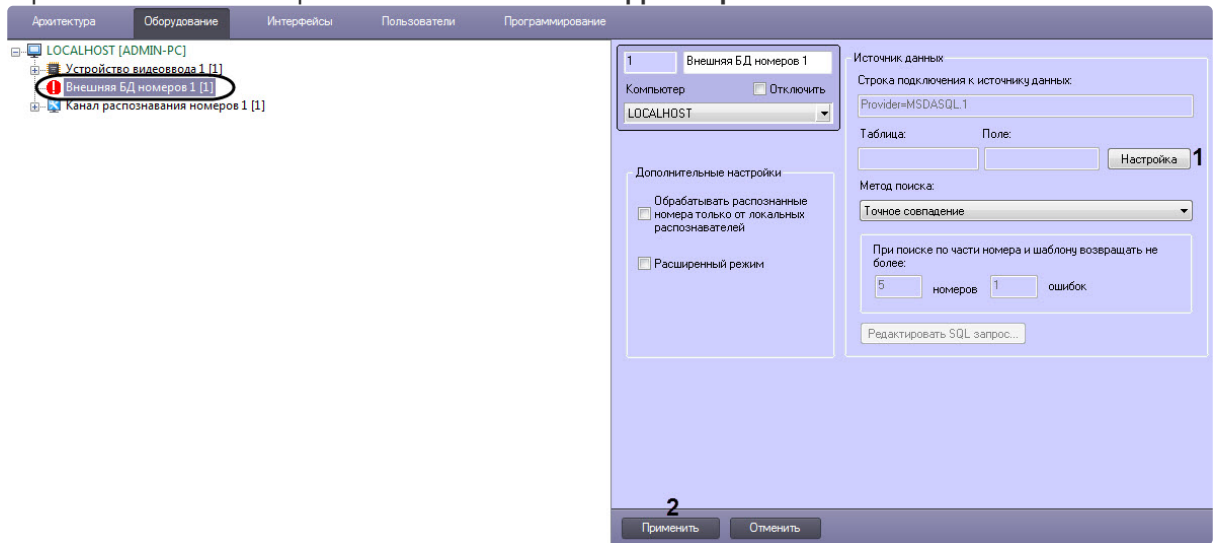 Архитектура Оборудование Интерфейсы Пользователи Программирование
LOCALHOST [ADMIN-PC]
Устройство видеоввода 1 [1]
Внешняя БД номеров 1 [1]
Канал распознавания номеров 1 [1]
1 Внешняя БД номеров 1
Компьютер Отключить
LOCALHOST
Дополнительные настройки
Обрабатывать распознанные
номера только от локальных
распознавателей
Расширенный режим
Источник данных
Строка подключения к источнику данных:
Provider=MSDASQL.1
Таблица: Поле:
Настройка 1
Метод поиска:
Точное совпадение
При поиске по части номера и шаблону возвращать не
более:
5 номеров 1 ошибок
Редактировать SQL запрос...
2
Применить Отменить